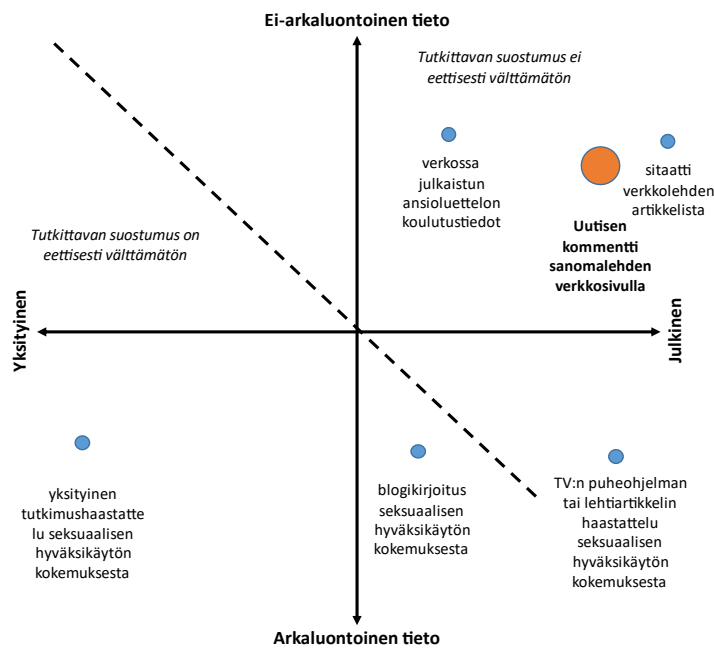 Ei-arkaluontoinen tieto
Tutkittavan suostumus ei
eettisesti välttämätön
verkossa
julkaistun
ansioluettelon
koulutustiedot
sitaatti
verkkolehden
artikkelista
Uutisen
kommentti
sanomalehden
verkkosivulla
Tutkittavan suostumus on
eettisesti välttämätön
Yksityinen
Julkinen
yksityinen
tutkimushaastatte
lu seksuaalisen
hyväksikäytön
kokemuksesta
blogikirjoitus
seksuaalisen
hyväksikäytön
kokemuksesta
TV:n puheohjelman
tai lehtiartikkelin
haastattelu
seksuaalisen
hyväksikäytön
kokemuksesta
Arkaluontoinen tieto